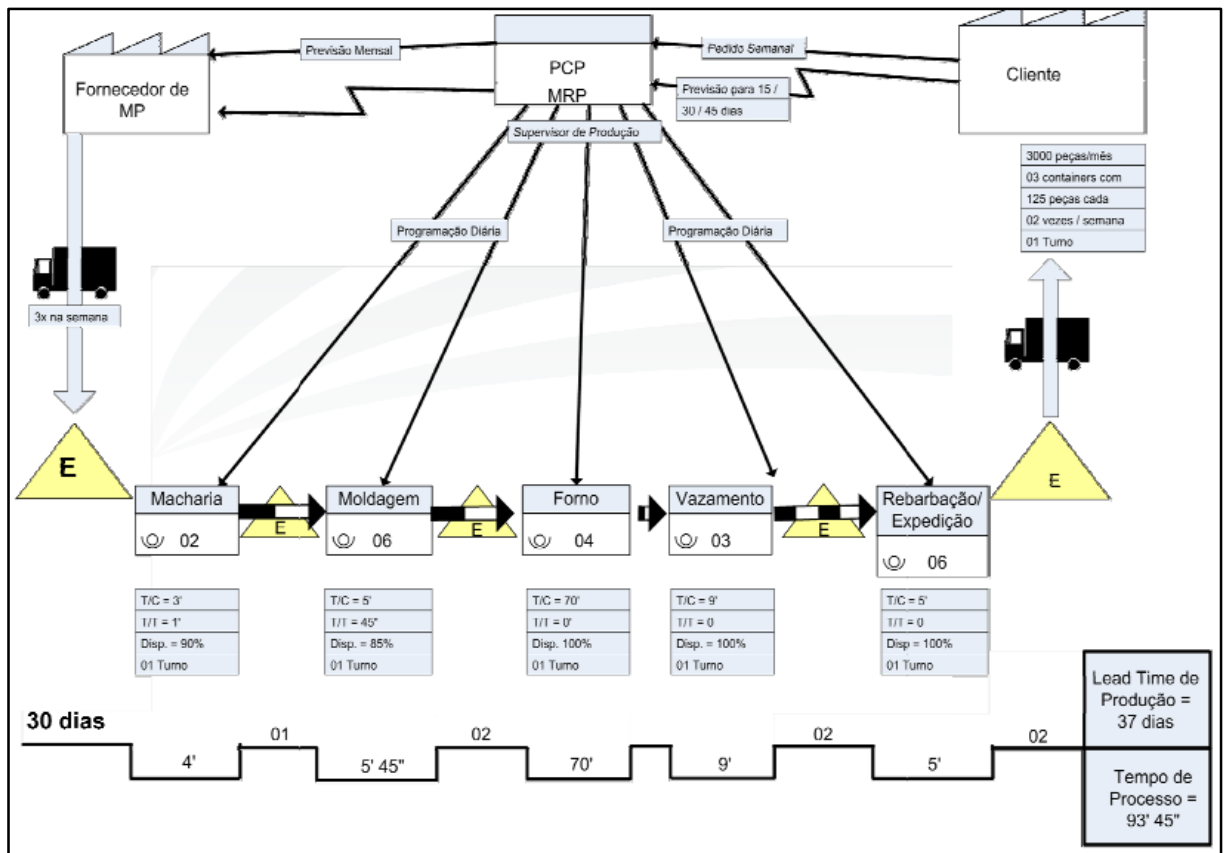 Fornecedor de
MP
Previsão Mensal
PCP
MRP
Pedido Semanal
Previsão para 15 /
30 / 45 dias
Cliente
Supervisor de Produção
3000 peças/mês
03 containers com
125 peças cada
02 vezes / semana
01 Turno
Programação Diária
Programação Diária
3x na semana
E
E
Macharia
02
E
Moldagem
06
E
Forno
04
Vazamento
03
E
Rebarbação/
Expedição
06
T/C = 3'
T/T = 1'
Disp. = 90%
01 Turno
T/C = 5'
T/T = 45"
Disp. = 85%
01 Turno
T/C = 70'
T/T = 0'
Disp. 100%
01 Turno
T/C = 9'
T/T = 0
Disp. = 100%
01 Turno
T/C = 5'
T/T = 0
Disp = 100%
01 Turno
30 dias
4'
01
5' 45"
02
70'
9'
02
5'
02
Lead Time de
Produção =
37 dias
Tempo de
Processo =
93' 45"